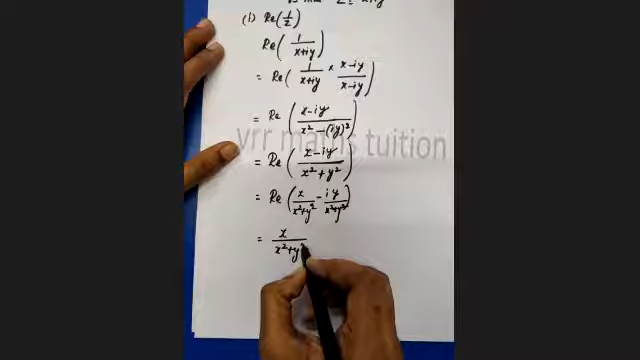 (i) Re(1/z)
Re(1/(x+iy))
= Re(1/(x+iy) × (x-iy)/(x-iy))
= Re((x-iy)/(x²-(iy)²))
vrr maths tuition
= Re((x-iy)/(x²+y²))
= Re(x/(x²+y²) - iy/(x²+y²))
= x/(x²+y